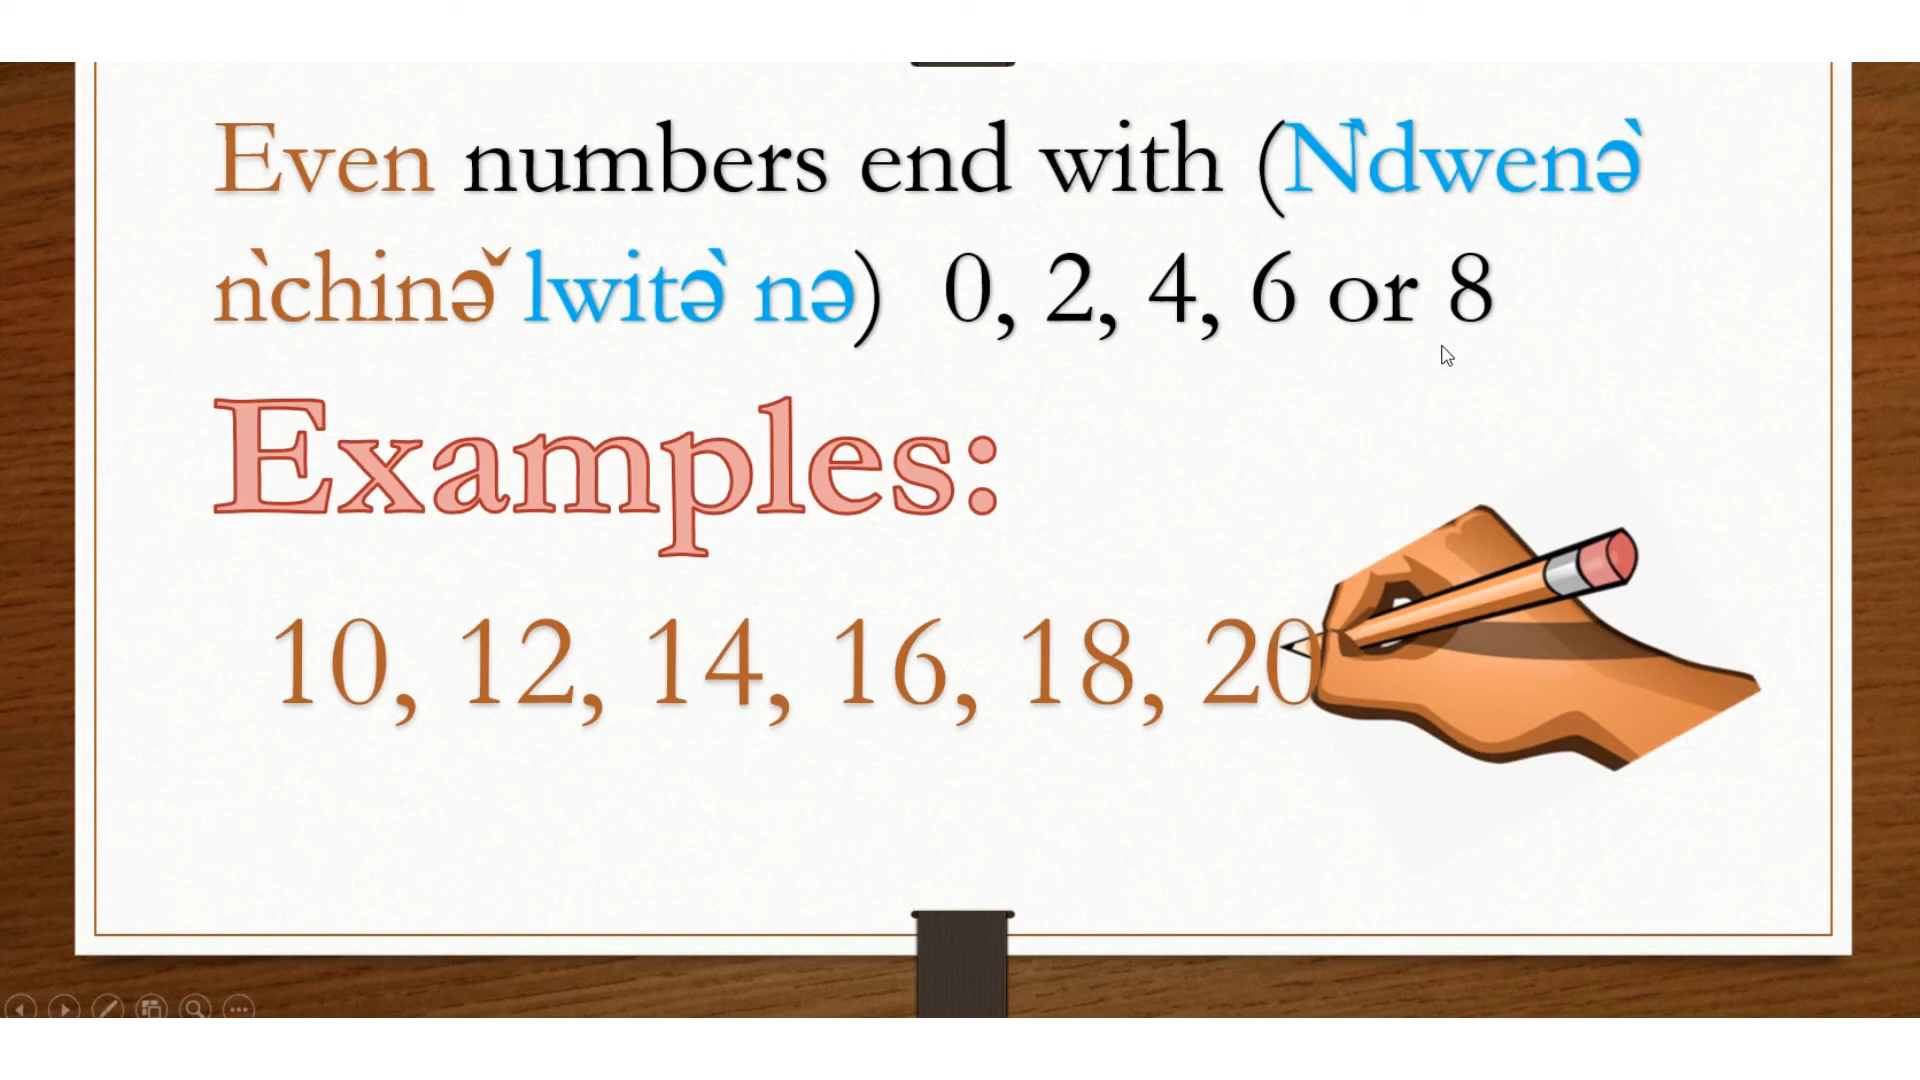 Even numbers end with (Ǹdwenə̀
ǹchinə̌ lwitə̀ nə) 0, 2, 4, 6 or 8
Examples:
10, 12, 14, 16, 18, 20